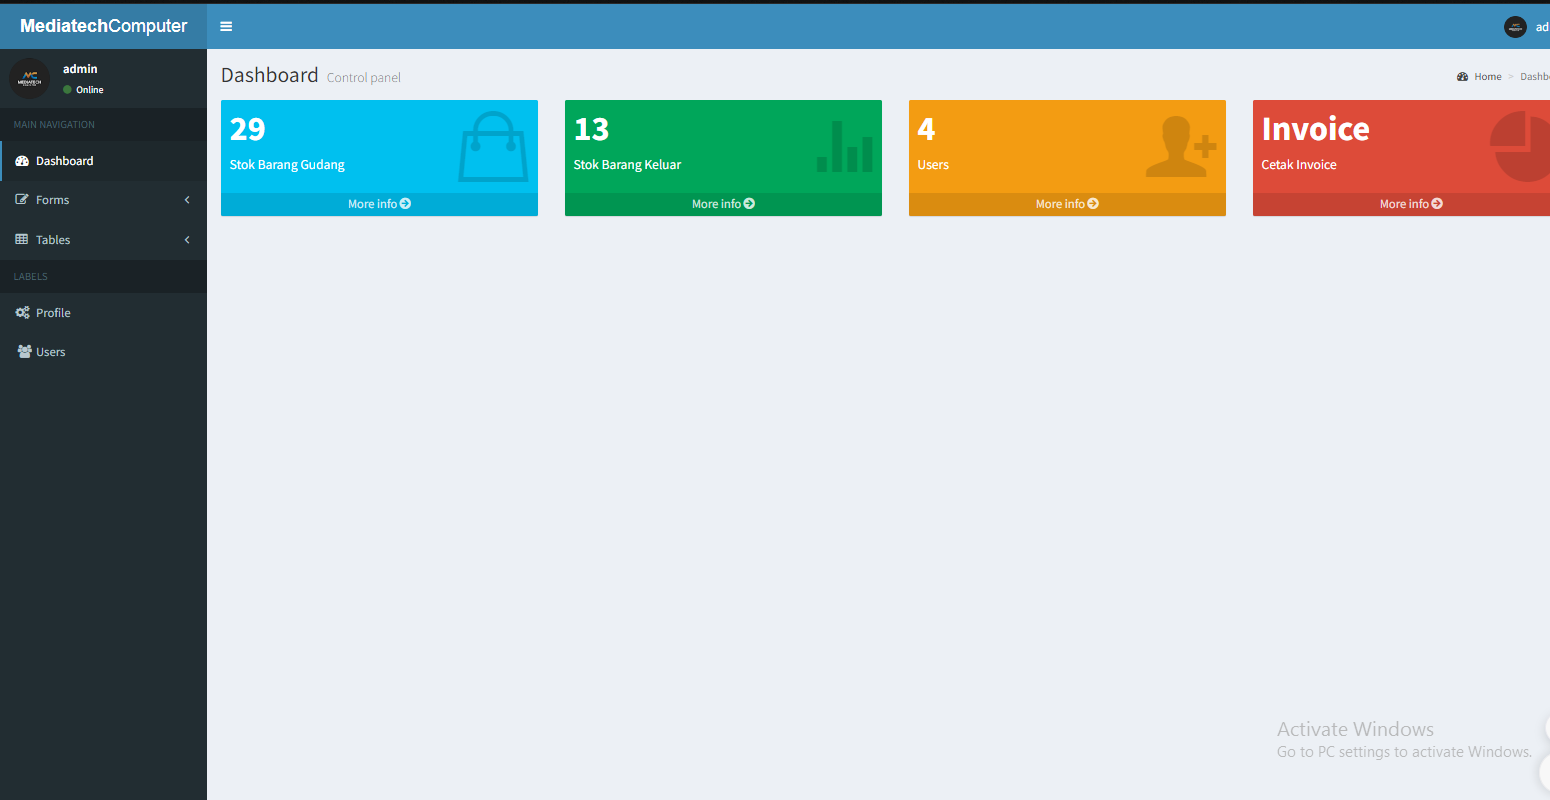 MediatechComputer
admin
Online
MAIN NAVIGATION
Dashboard
Forms
Tables
LABELS
Profile
Users
ad
Dashboard Control panel
Home > Dashb
29
Stok Barang Gudang
More info
13
Stok Barang Keluar
More info
4
Users
More info
Invoice
Cetak Invoice
More info
Activate Windows
Go to PC settings to activate Windows.